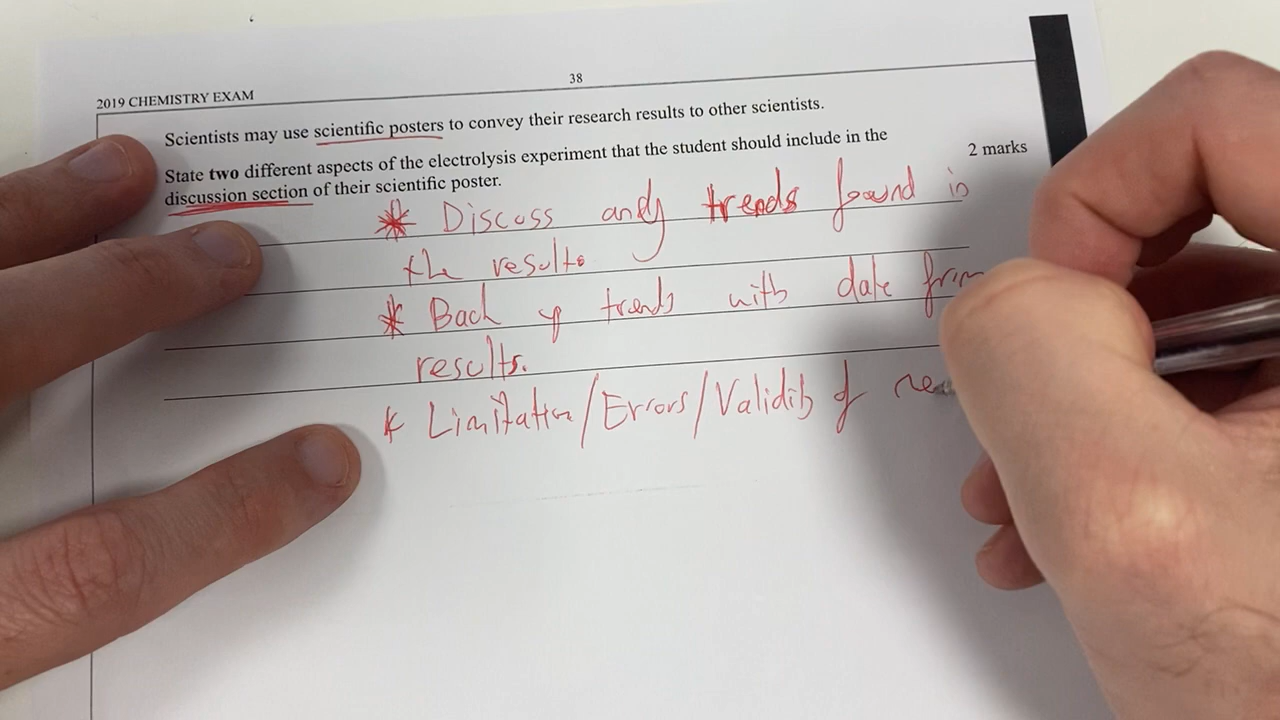 38
2019 CHEMISTRY EXAM
Scientists may use scientific posters to convey their research results to other scientists.
State two different aspects of the electrolysis experiment that the student should include in the
discussion section of their scientific poster.
2 marks
* Discuss andy trends found in
the results
* Back up trends with date from
results.
* Limitation/Errors/Validity of